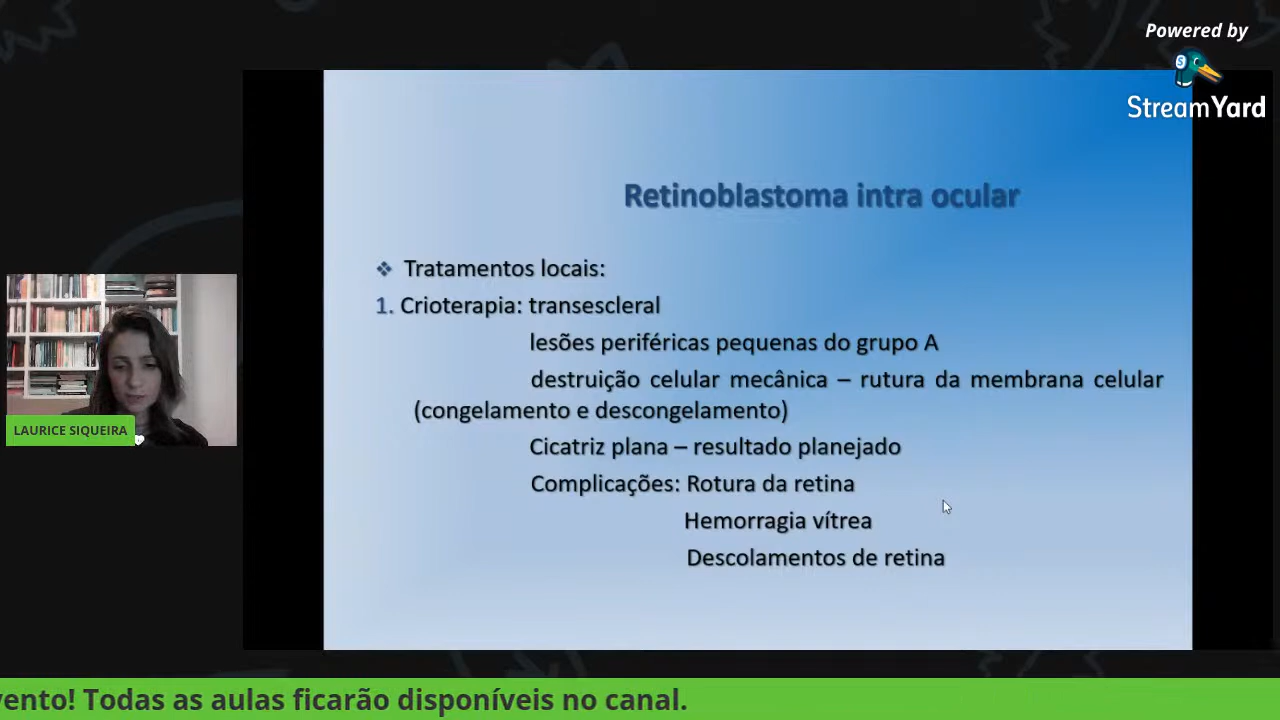 Powered by
StreamYard
Retinoblastoma intra ocular
❖ Tratamentos locais:
1. Crioterapia: transescleral
lesões periféricas pequenas do grupo A
destruição celular mecânica – rutura da membrana celular
(congelamento e descongelamento)
Cicatriz plana – resultado planejado
Complicações: Rotura da retina
Hemorragia vítrea
Descolamentos de retina
LAURICE SIQUEIRA
vento! Todas as aulas ficarão disponíveis no canal.